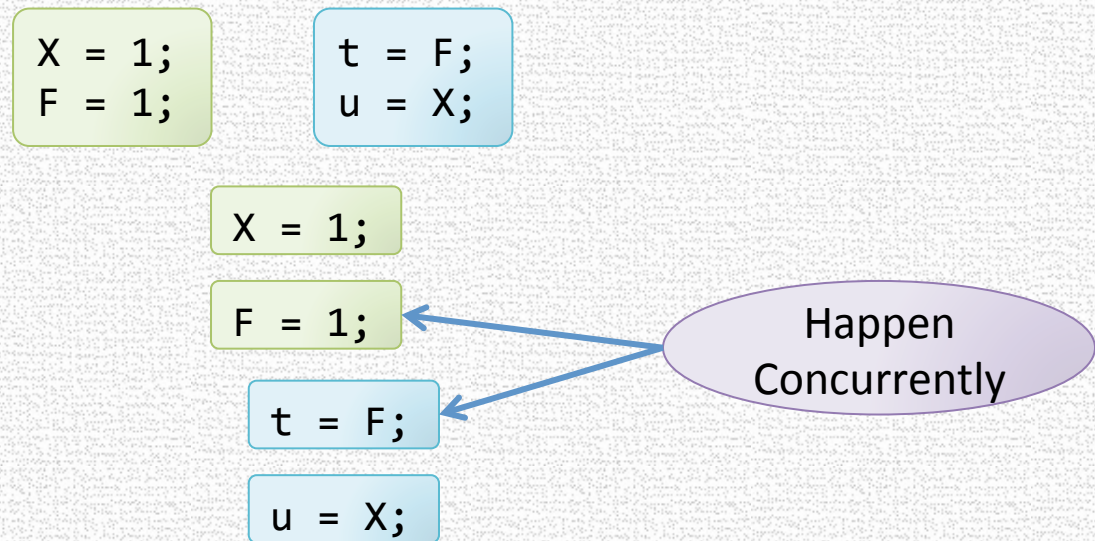 X = 1;
F = 1;
t = F;
u = X;
X = 1;
F = 1;
t = F;
u = X;
Happen
Concurrently